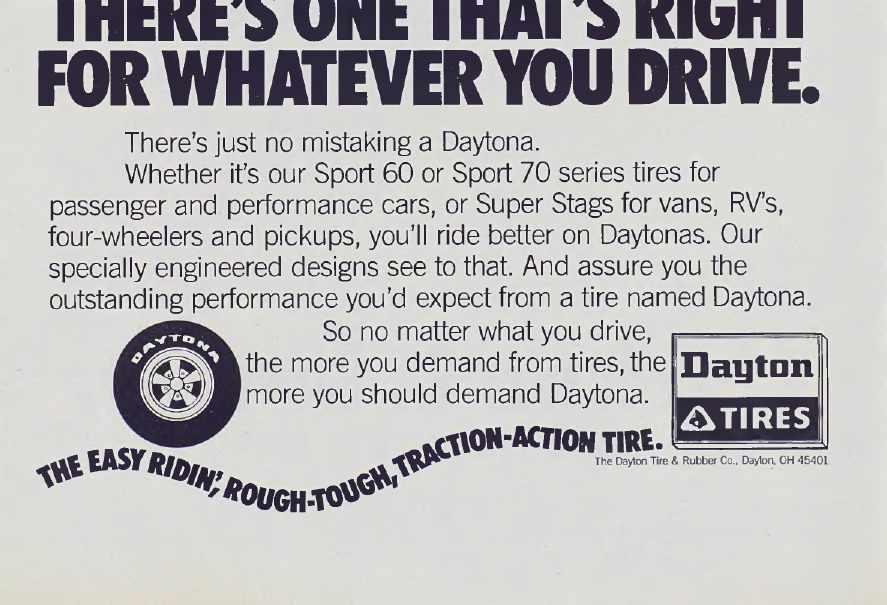 THERE'S ONE THAT'S RIGHT
FOR WHATEVER YOU DRIVE.
There's just no mistaking a Daytona.
Whether it's our Sport 60 or Sport 70 series tires for
passenger and performance cars, or Super Stags for vans, RV's,
four-wheelers and pickups, you'll ride better on Daytonas. Our
specially engineered designs see to that. And assure you the
outstanding performance you'd expect from a tire named Daytona.
So no matter what you drive,
the more you demand from tires, the
more you should demand Daytona.
DAYTONA
Dayton
TIRES
THE EASY RIDIN', ROUGH-TOUGH, TRACTION-ACTION TIRE.
The Dayton Tire & Rubber Co., Dayton, OH 45401